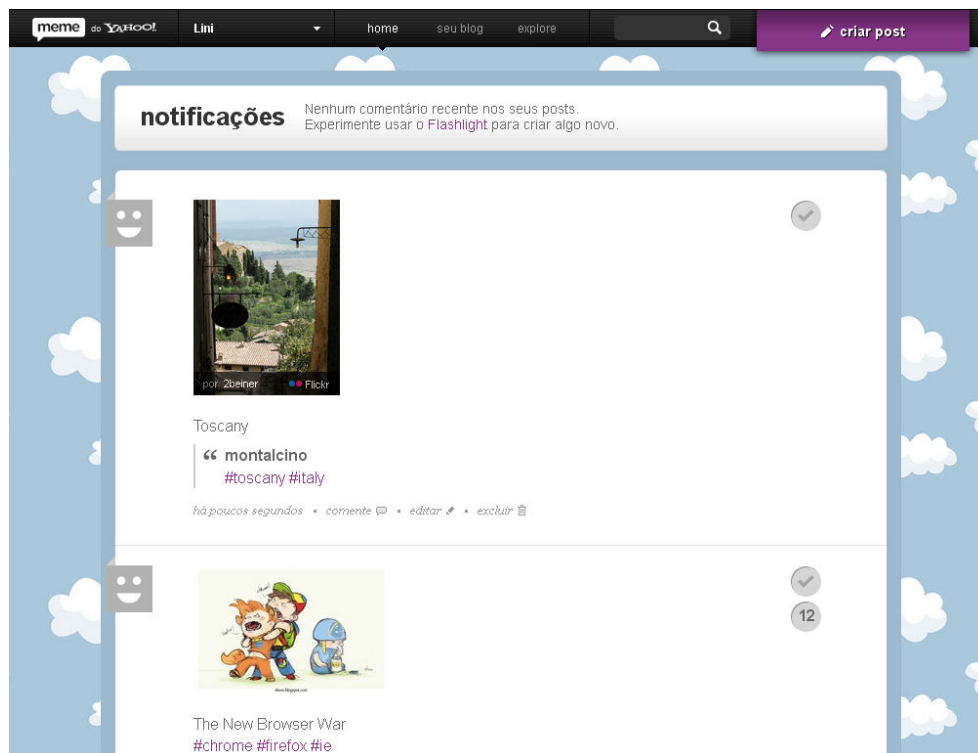 meme do YAHOO!
Lini
home
seu blog
explore
criar post
notificações
Nenhum comentário recente nos seus posts.
Experimente usar o Flashlight para criar algo novo.
por 2beiner
Flickr
Toscany
“ montalcino
#toscany #italy
há poucos segundos • comente • editar • excluir
12
The New Browser War
#chrome #firefox #ie